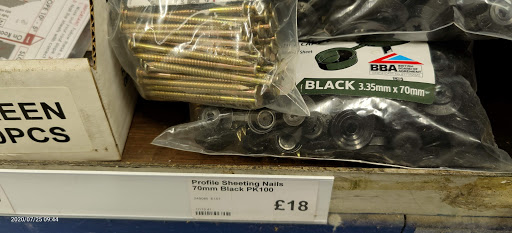 EEN
0PCS
Sheet
BBA
BLACK 3.35mm x 70mm
Profile Sheeting Nails
70mm Black PK100
£18
2020/07/25 09:44